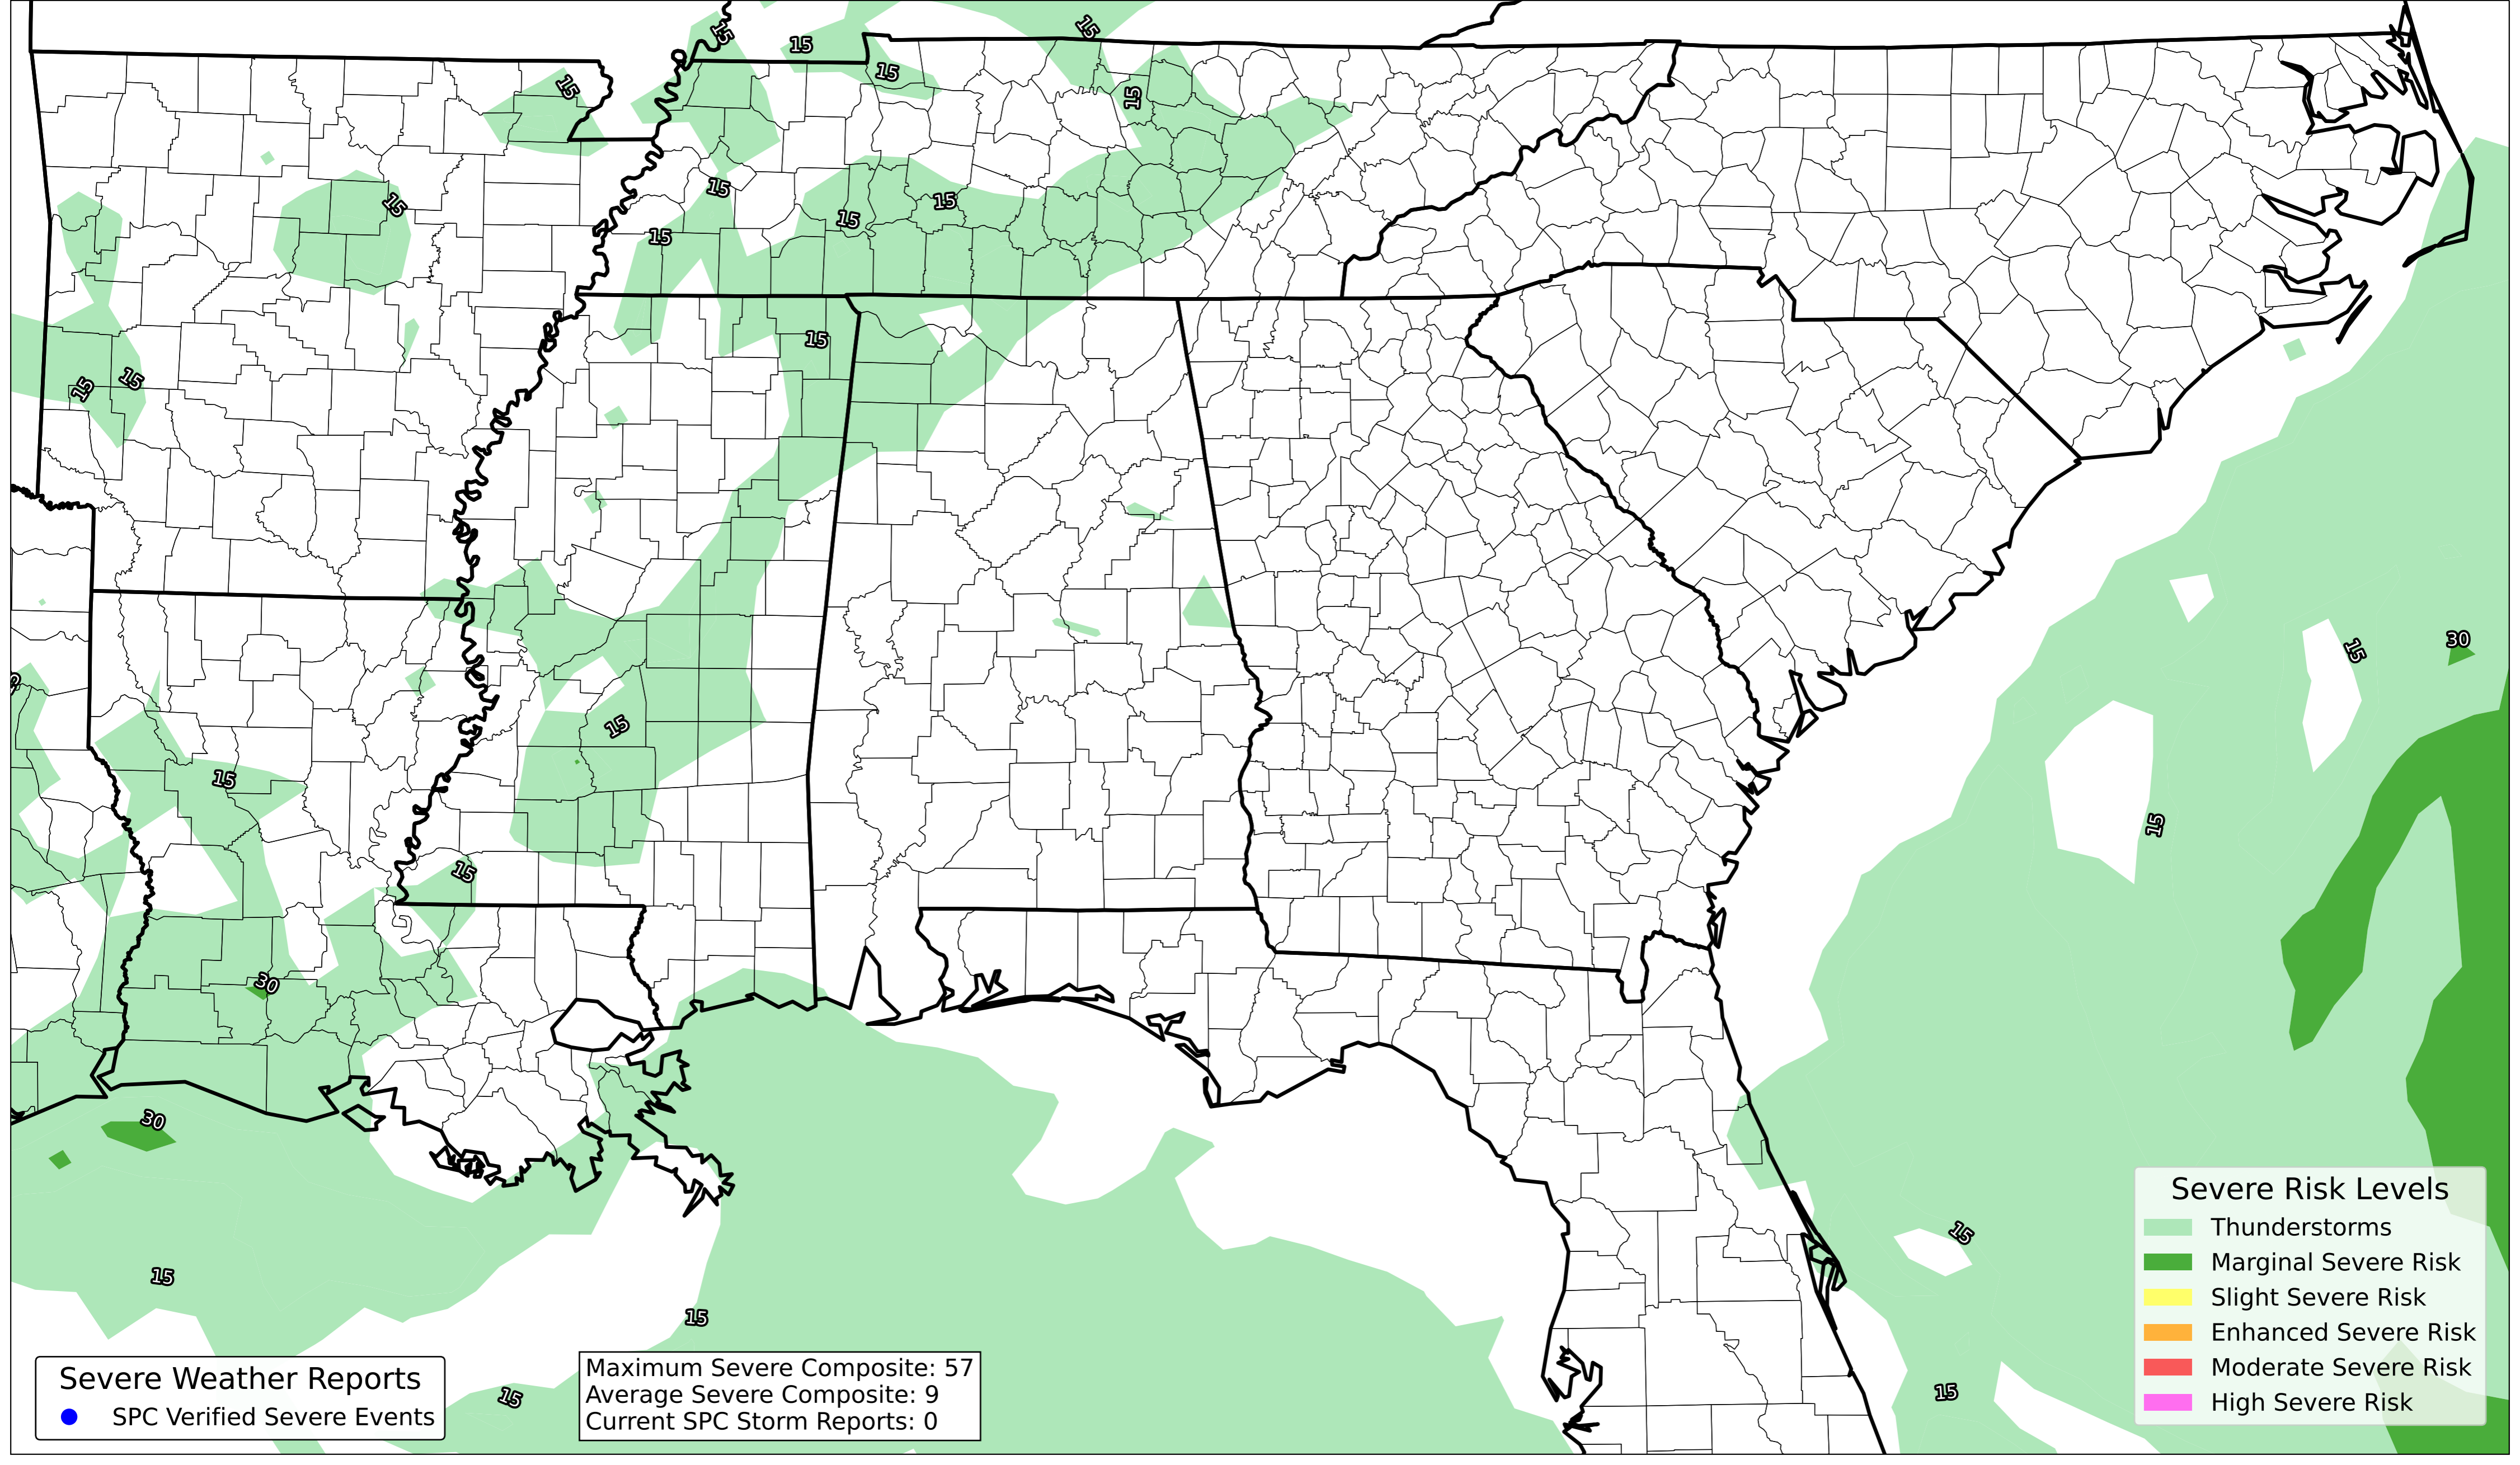 15
15
15
15
15
15
15
15
15
15
15
15
15
15
30
15
15
15
15
15
30
30
15
15
15
15
15
Severe Risk Levels
Thunderstorms
Marginal Severe Risk
Slight Severe Risk
Enhanced Severe Risk
Moderate Severe Risk
High Severe Risk
Severe Weather Reports
SPC Verified Severe Events
Maximum Severe Composite: 57
Average Severe Composite: 9
Current SPC Storm Reports: 0